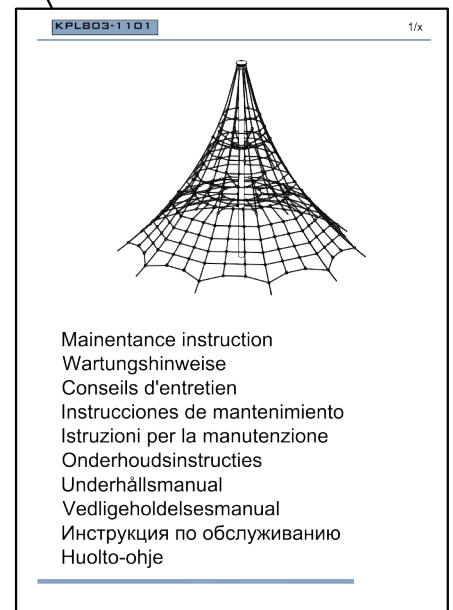 KPL803-1101
1/x
Mainentance instruction
Wartungshinweise
Conseils d'entretien
Instrucciones de mantenimiento
Istruzioni per la manutenzione
Onderhoudsinstructies
Underhållsmanual
Vedligeholdelsesmanual
Инструкция по обслуживанию
Huolto-ohje